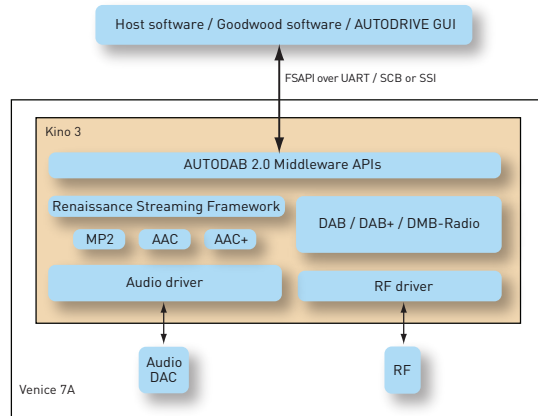 Host software / Goodwood software / AUTODRIVE GUI
FSAPI over UART / SCB or SSI
Kino 3
AUTODAB 2.0 Middleware APIs
Renaissance Streaming Framework
DAB / DAB+ / DMB-Radio
MP2
AAC
AAC+
Audio driver
RF driver
Audio
DAC
RF
Venice 7A